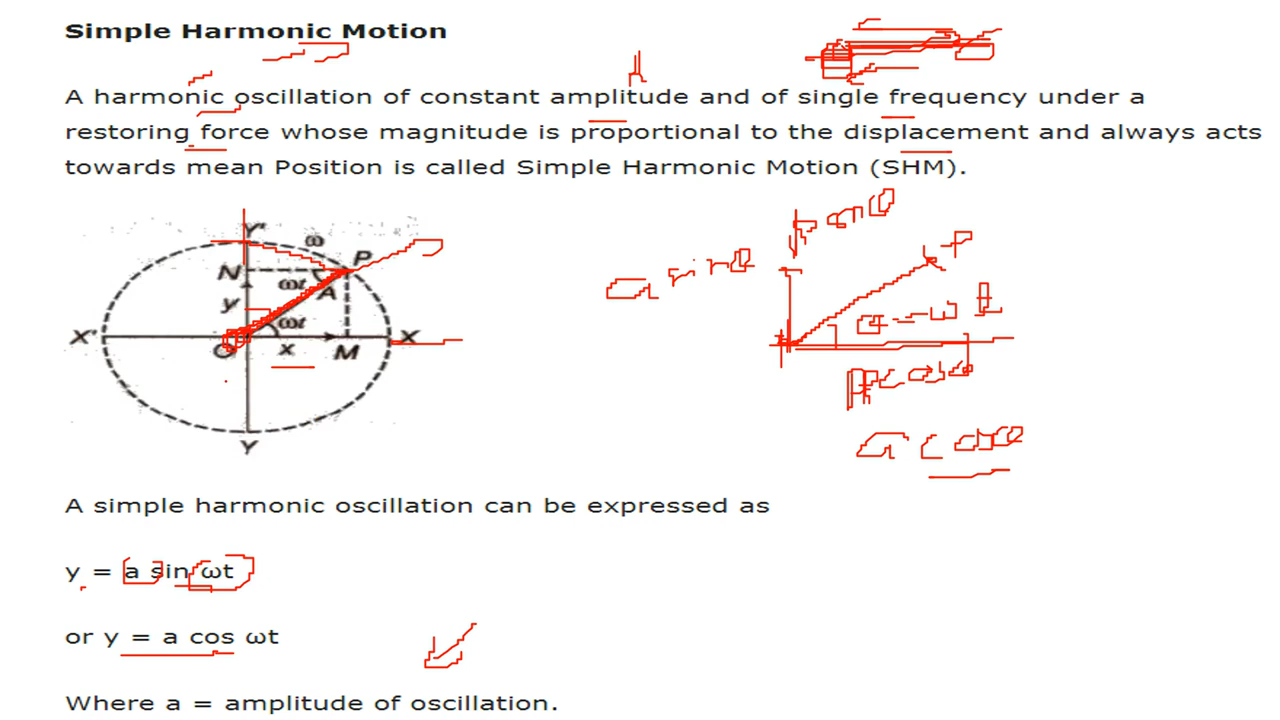 Simple Harmonic Motion
A harmonic oscillation of constant amplitude and of single frequency under a
restoring force whose magnitude is proportional to the displacement and always acts
towards mean Position is called Simple Harmonic Motion (SHM).
Y'
ω
P
N
ωt
A
y
ωt
X'
O
x
M
X
Y
P
a sinθ
A simple harmonic oscillation can be expressed as
y = a sin ωt
or y = a cos ωt
Where a = amplitude of oscillation.